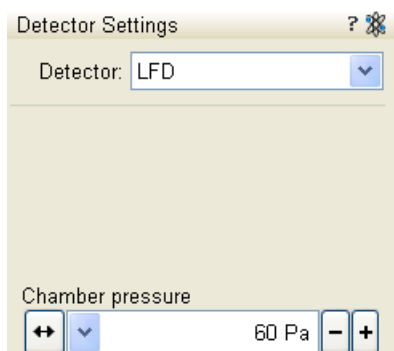 Detector Settings ?
Detector: LFD
Chamber pressure
60 Pa - +